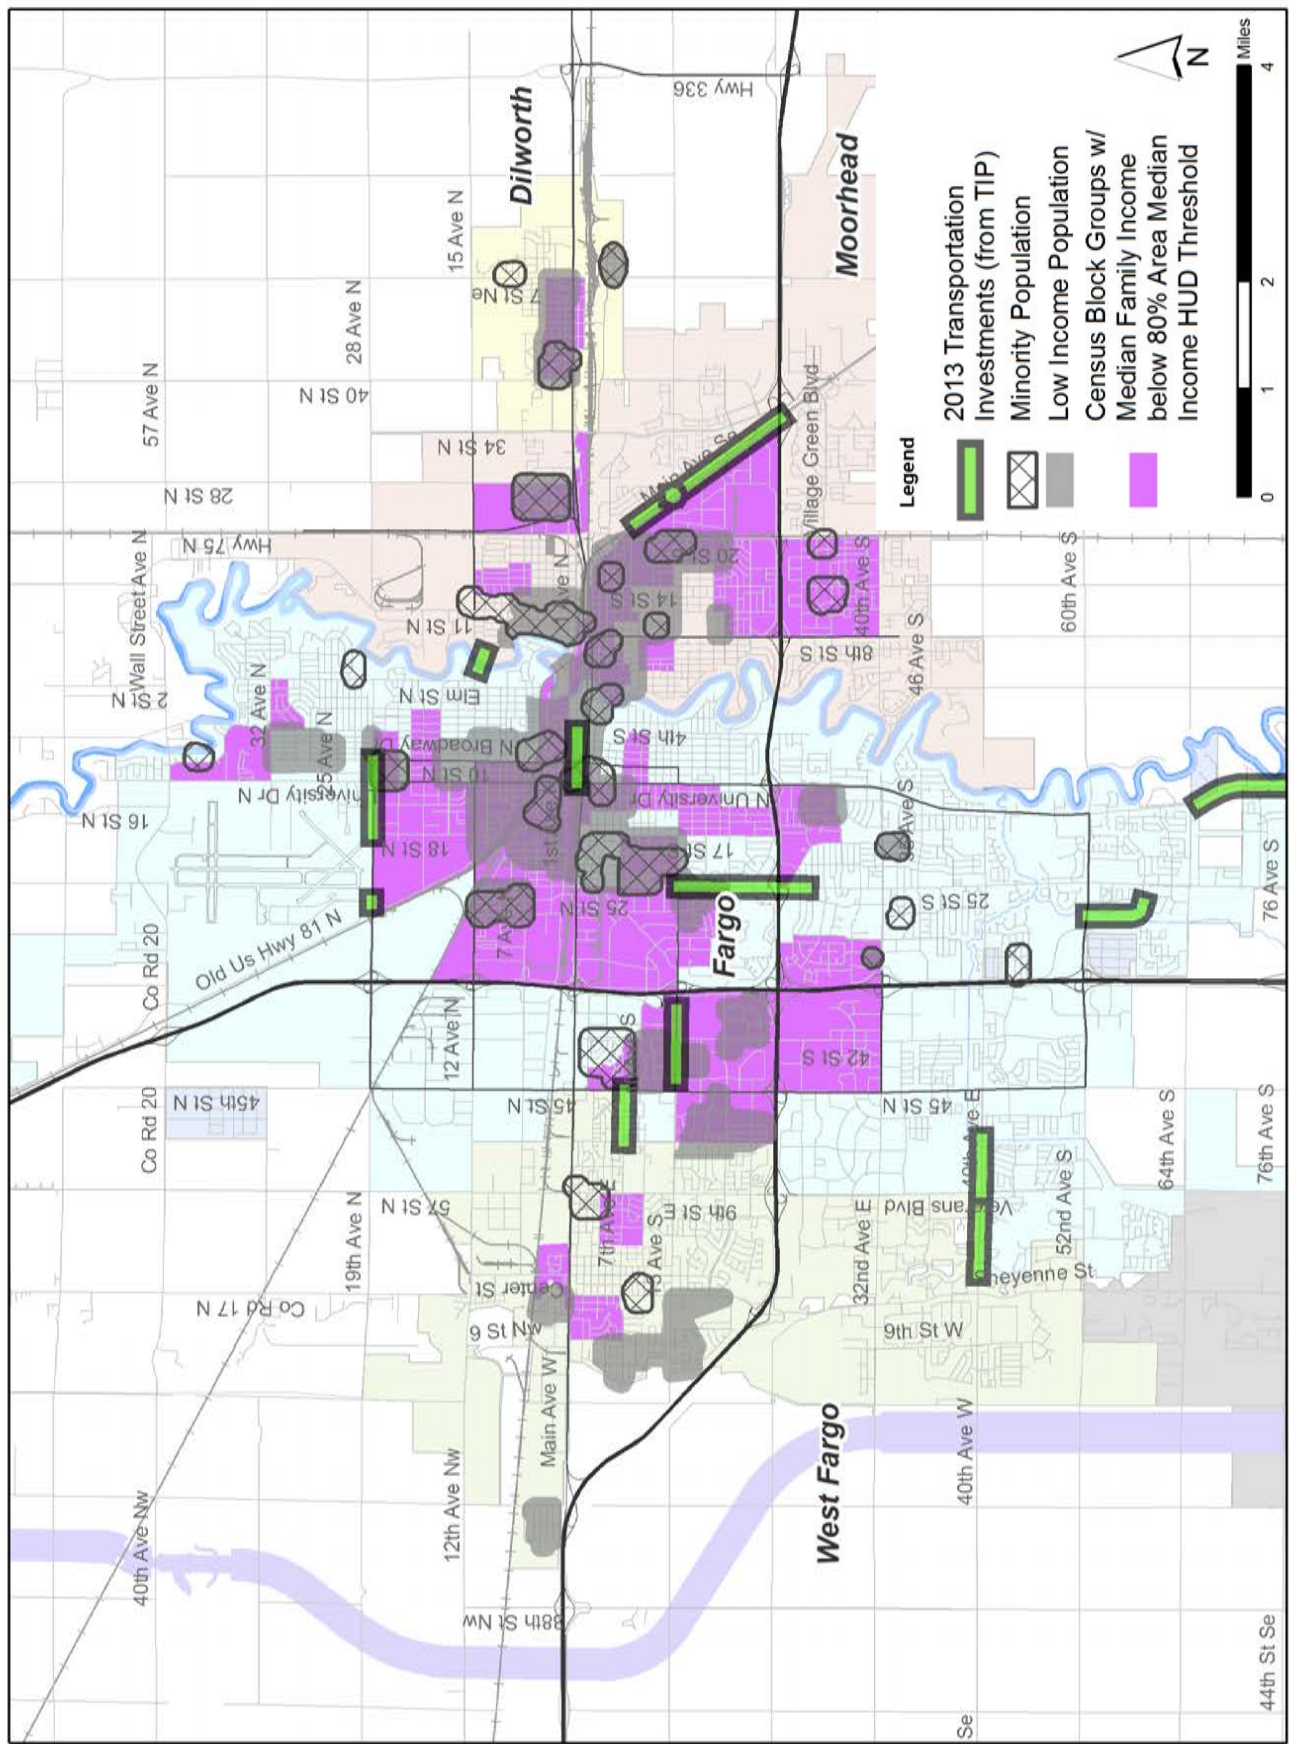 40th Ave Nw
Co Rd 20
Co Rd 20
Old Us Hwy 81 N
16 St N
2 St N
Wall Street Ave N
28 St N
57 Ave N
45th St N
Hwy 75 N
32 Ave N
40 St N
28 Ave N
19th Ave N
Co Rd 17 N
57 St N
12 Ave N
18 St N
10 St N
N Broadway Dr
Elm St N
11 St N
34 St N
15 Ave N
12th Ave Nw
38th St Nw
Main Ave W
9 St NW
Center St
45 St N
25 St N
7 St Ne
Dilworth
14 St S
20 St S
4th St S
Hwy 336
9th St E
17 St
N University Dr
Fargo
West Fargo
Moorhead
Village Green Blvd
8th St S
40th Ave S
42 St S
32nd Ave E
45 St N
25 St S
46 Ave S
9th St W
40th Ave W
Cheyenne St
Veterans Blvd
52nd Ave S
60th Ave S
64th Ave S
76th Ave S
76 Ave S
44th St Se
Se
Legend
2013 Transportation
Investments (from TIP)
Minority Population
Low Income Population
Census Block Groups w/
Median Family Income
below 80% Area Median
Income HUD Threshold
N
0 1 2 4
Miles